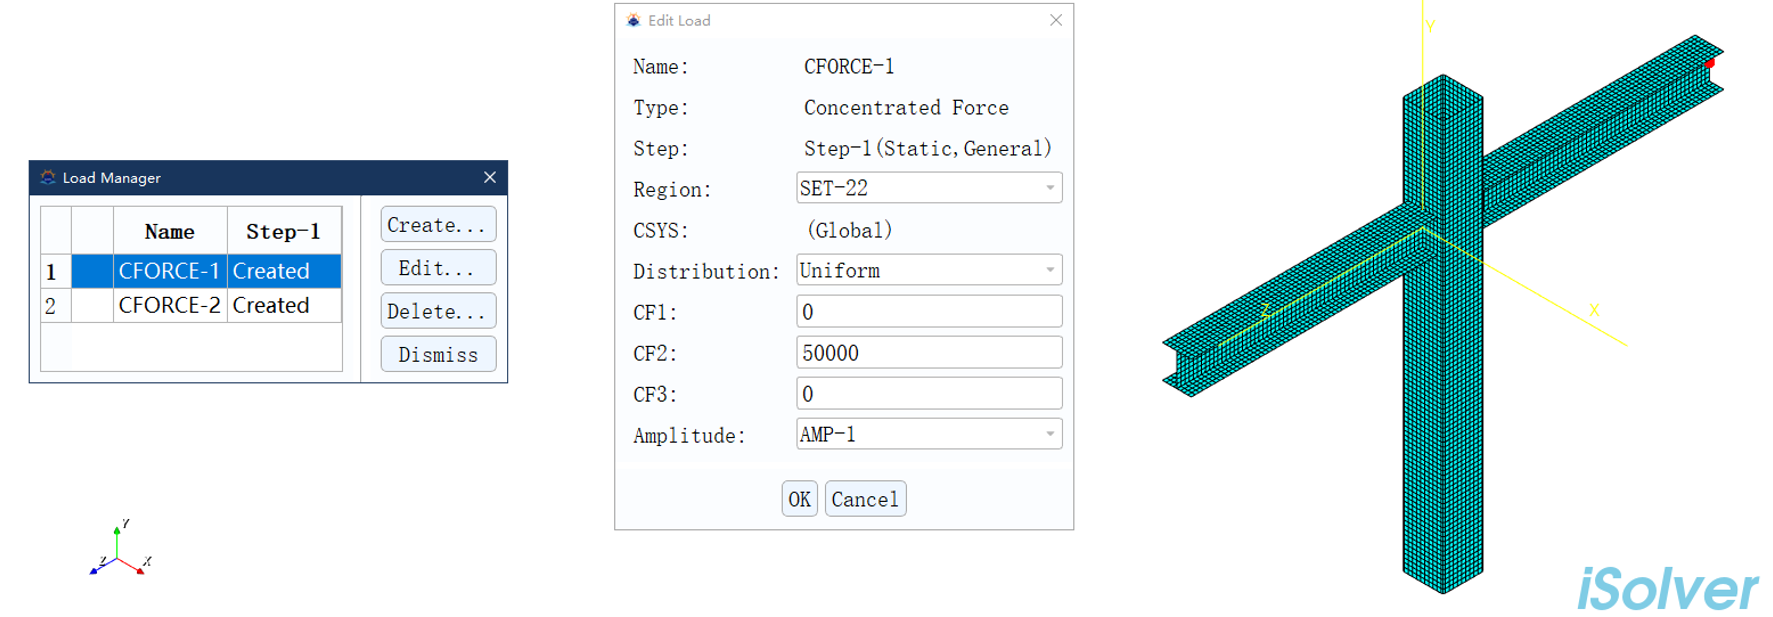 Load Manager
Name Step-1
1 CFORCE-1 Created
2 CFORCE-2 Created
Create...
Edit...
Delete...
Dismiss
Y
Z X
Edit Load
Name: CFORCE-1
Type: Concentrated Force
Step: Step-1(Static,General)
Region: SET-22
CSYS: (Global)
Distribution: Uniform
CF1: 0
CF2: 50000
CF3: 0
Amplitude: AMP-1
OK Cancel
Y
Z X
iSolver